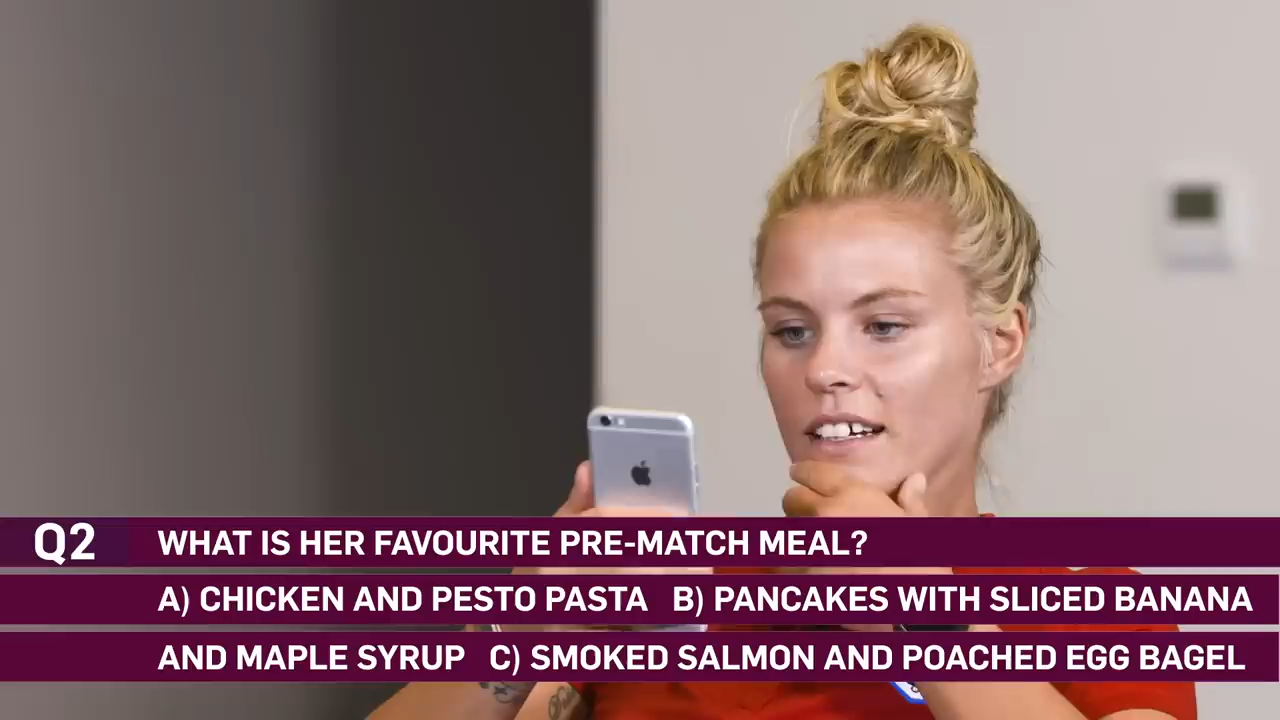 Q2 WHAT IS HER FAVOURITE PRE-MATCH MEAL?
A) CHICKEN AND PESTO PASTA B) PANCAKES WITH SLICED BANANA
AND MAPLE SYRUP C) SMOKED SALMON AND POACHED EGG BAGEL